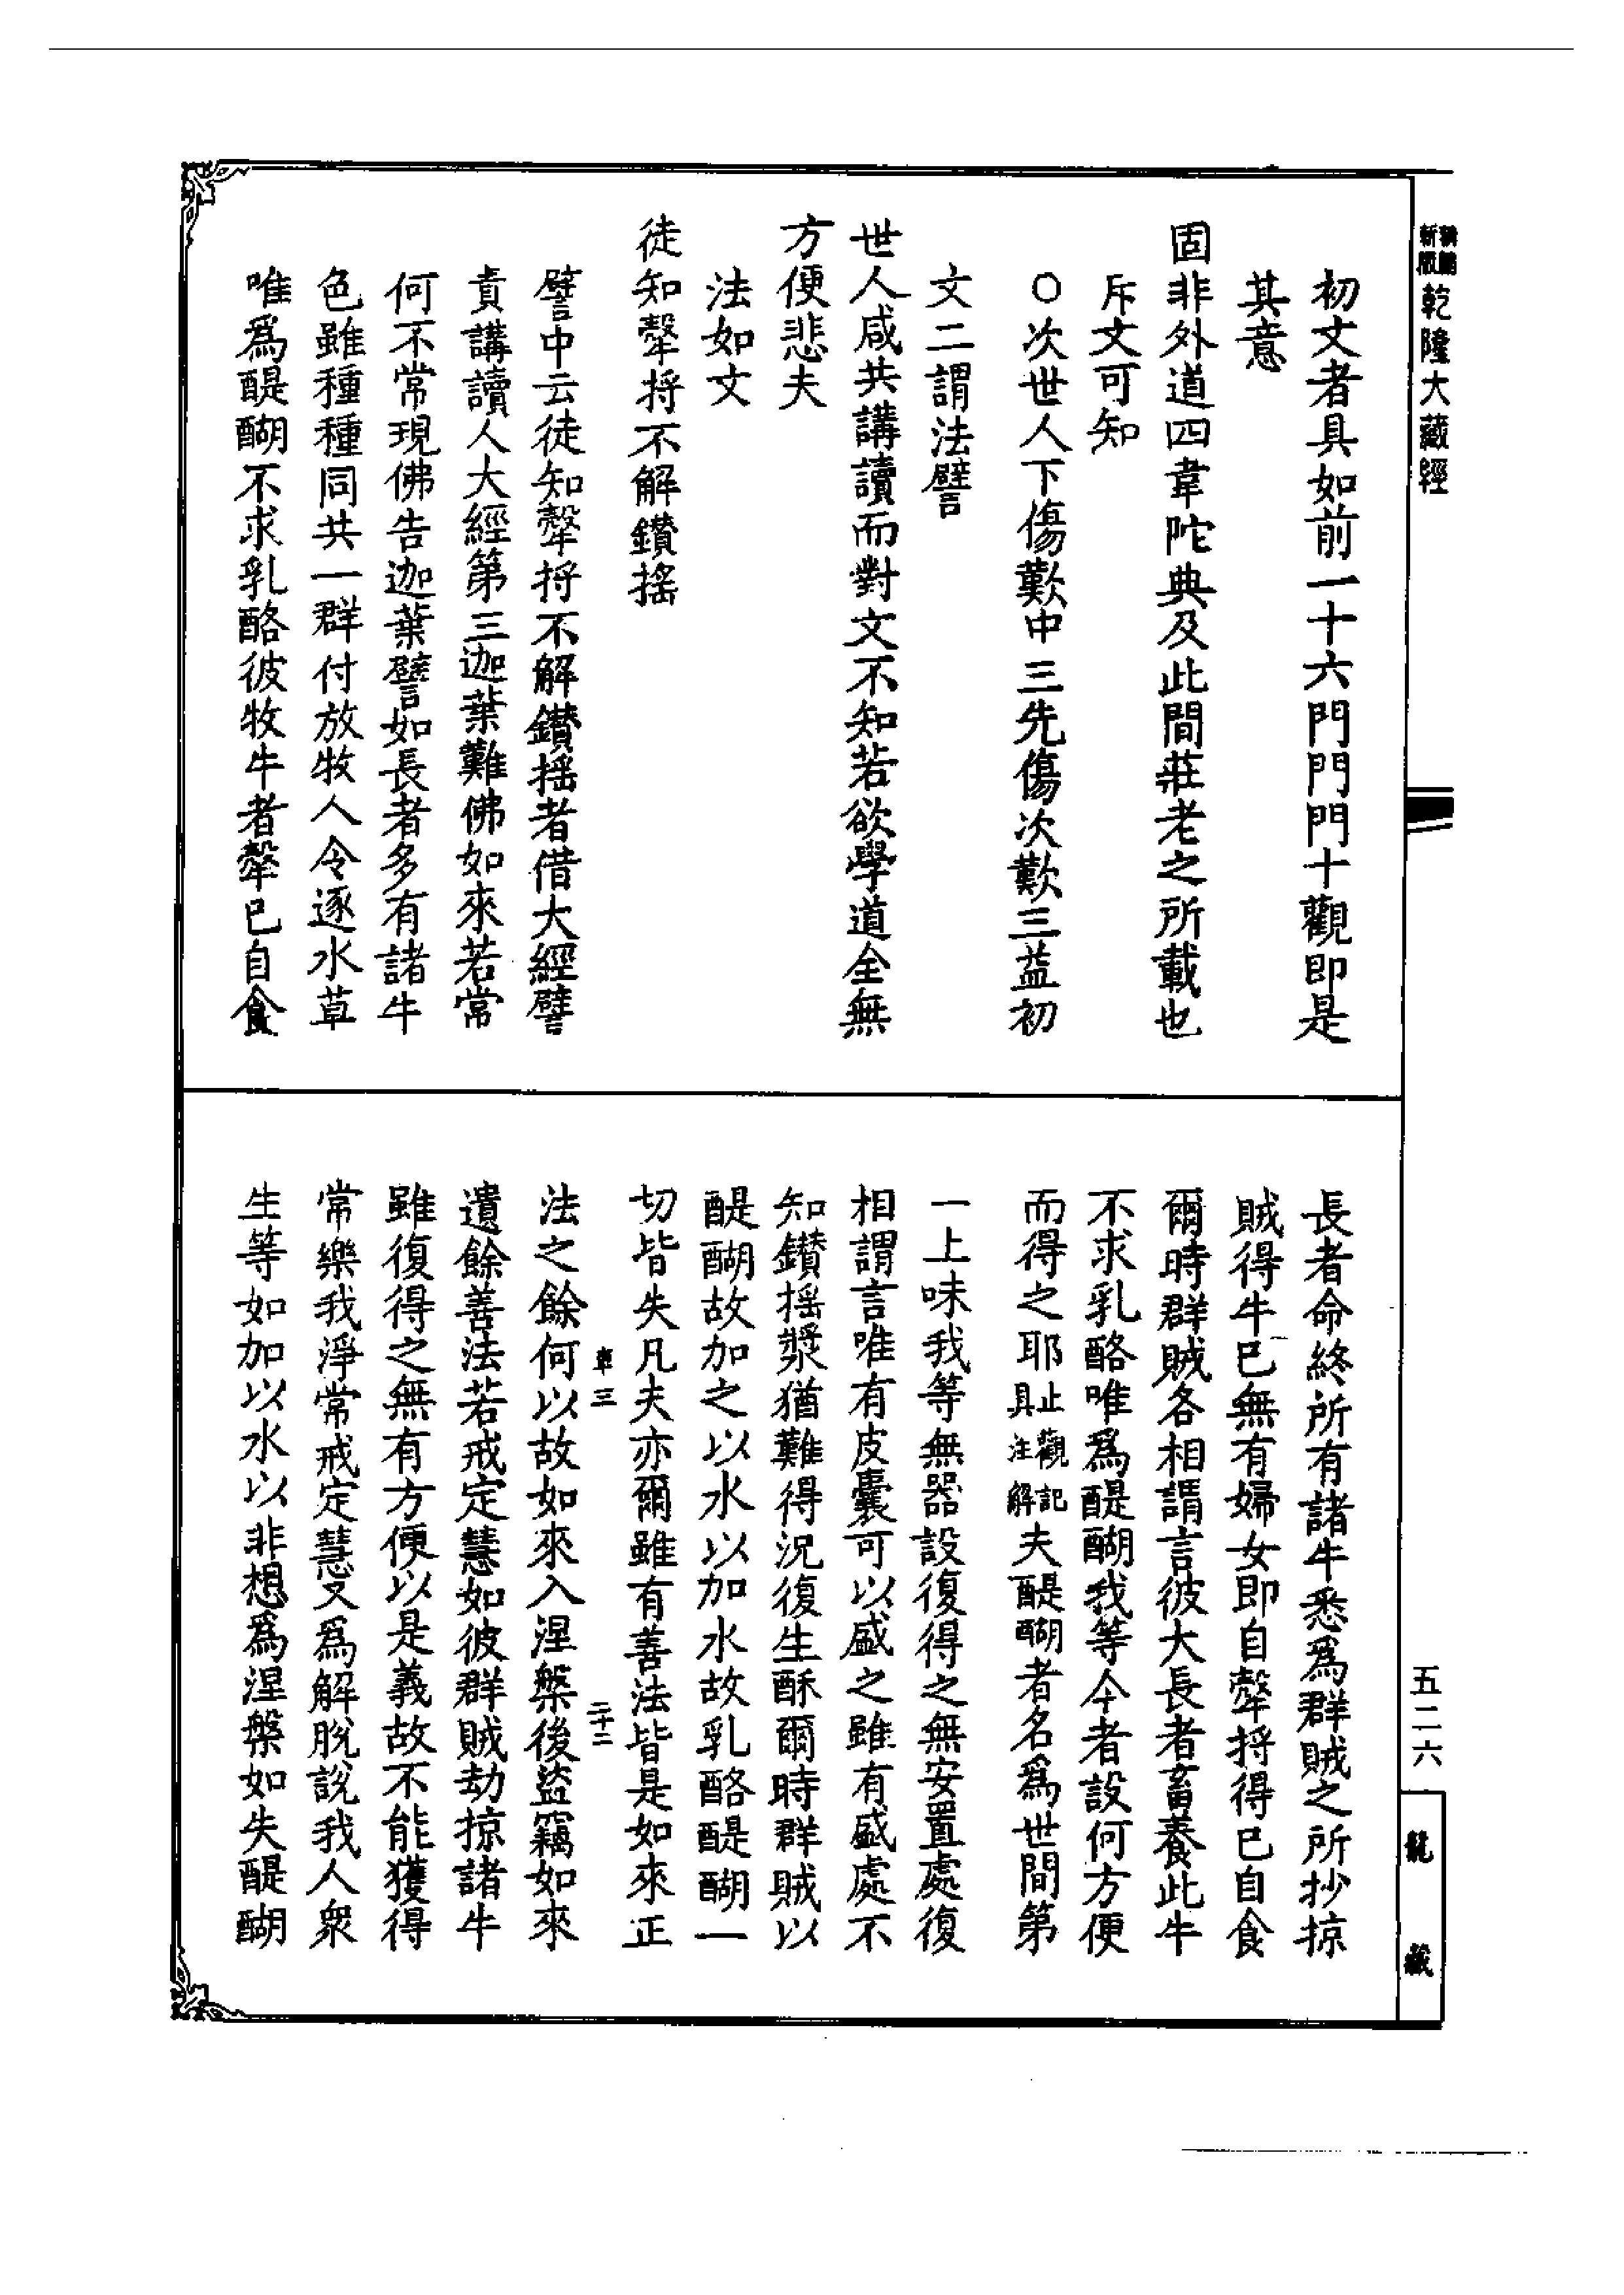 新編
新版
乾隆大藏經
初文者具如前一十六門門門十觀即是
其意
固非外道四韋陀典及此間莊老之所載也
斥文可知
○次世人下傷歎中三先傷次歎三益初
文二謂法譬
世人咸共講讀而對文不知若欲學道全無
方便悲夫
法如文
徒知犛捋不解鑽搖
譬中云徒知犛捋不解鑽搖者借大經譬
責講讀人大經第三迦葉難佛如來若常
何不常現佛告迦葉譬如長者多有諸牛
色雖種種同共一群付放牧人令逐水草
唯爲醍醐不求乳酪彼牧牛者犛已自食
長者命終所有諸牛悉爲群賊之所抄掠
賊得牛已無有婦女即自犛捋得已自食
爾時群賊各相謂言彼大長者畜養此牛
不求乳酪唯爲醍醐我等今者設何方便
而得之耶止觀記具注解夫醍醐者名爲世間第
一上味我等無器設復得之無安置處復
相謂言唯有皮囊可以盛之雖有盛處不
知鑽搖漿猶難得況復生酥爾時群賊以
醍醐故加之以水以加水故乳酪醍醐一
切皆失凡夫亦爾雖有善法皆是如來正
章三
二十二
法之餘何以故如來入涅槃後盜竊如來
遺餘善法若戒定慧如彼群賊劫掠諸牛
雖復得之無有方便以是義故不能獲得
常樂我淨常戒定慧又爲解脫說我人衆
生等如加以水以非想爲涅槃如失醍醐
五二六
龍藏